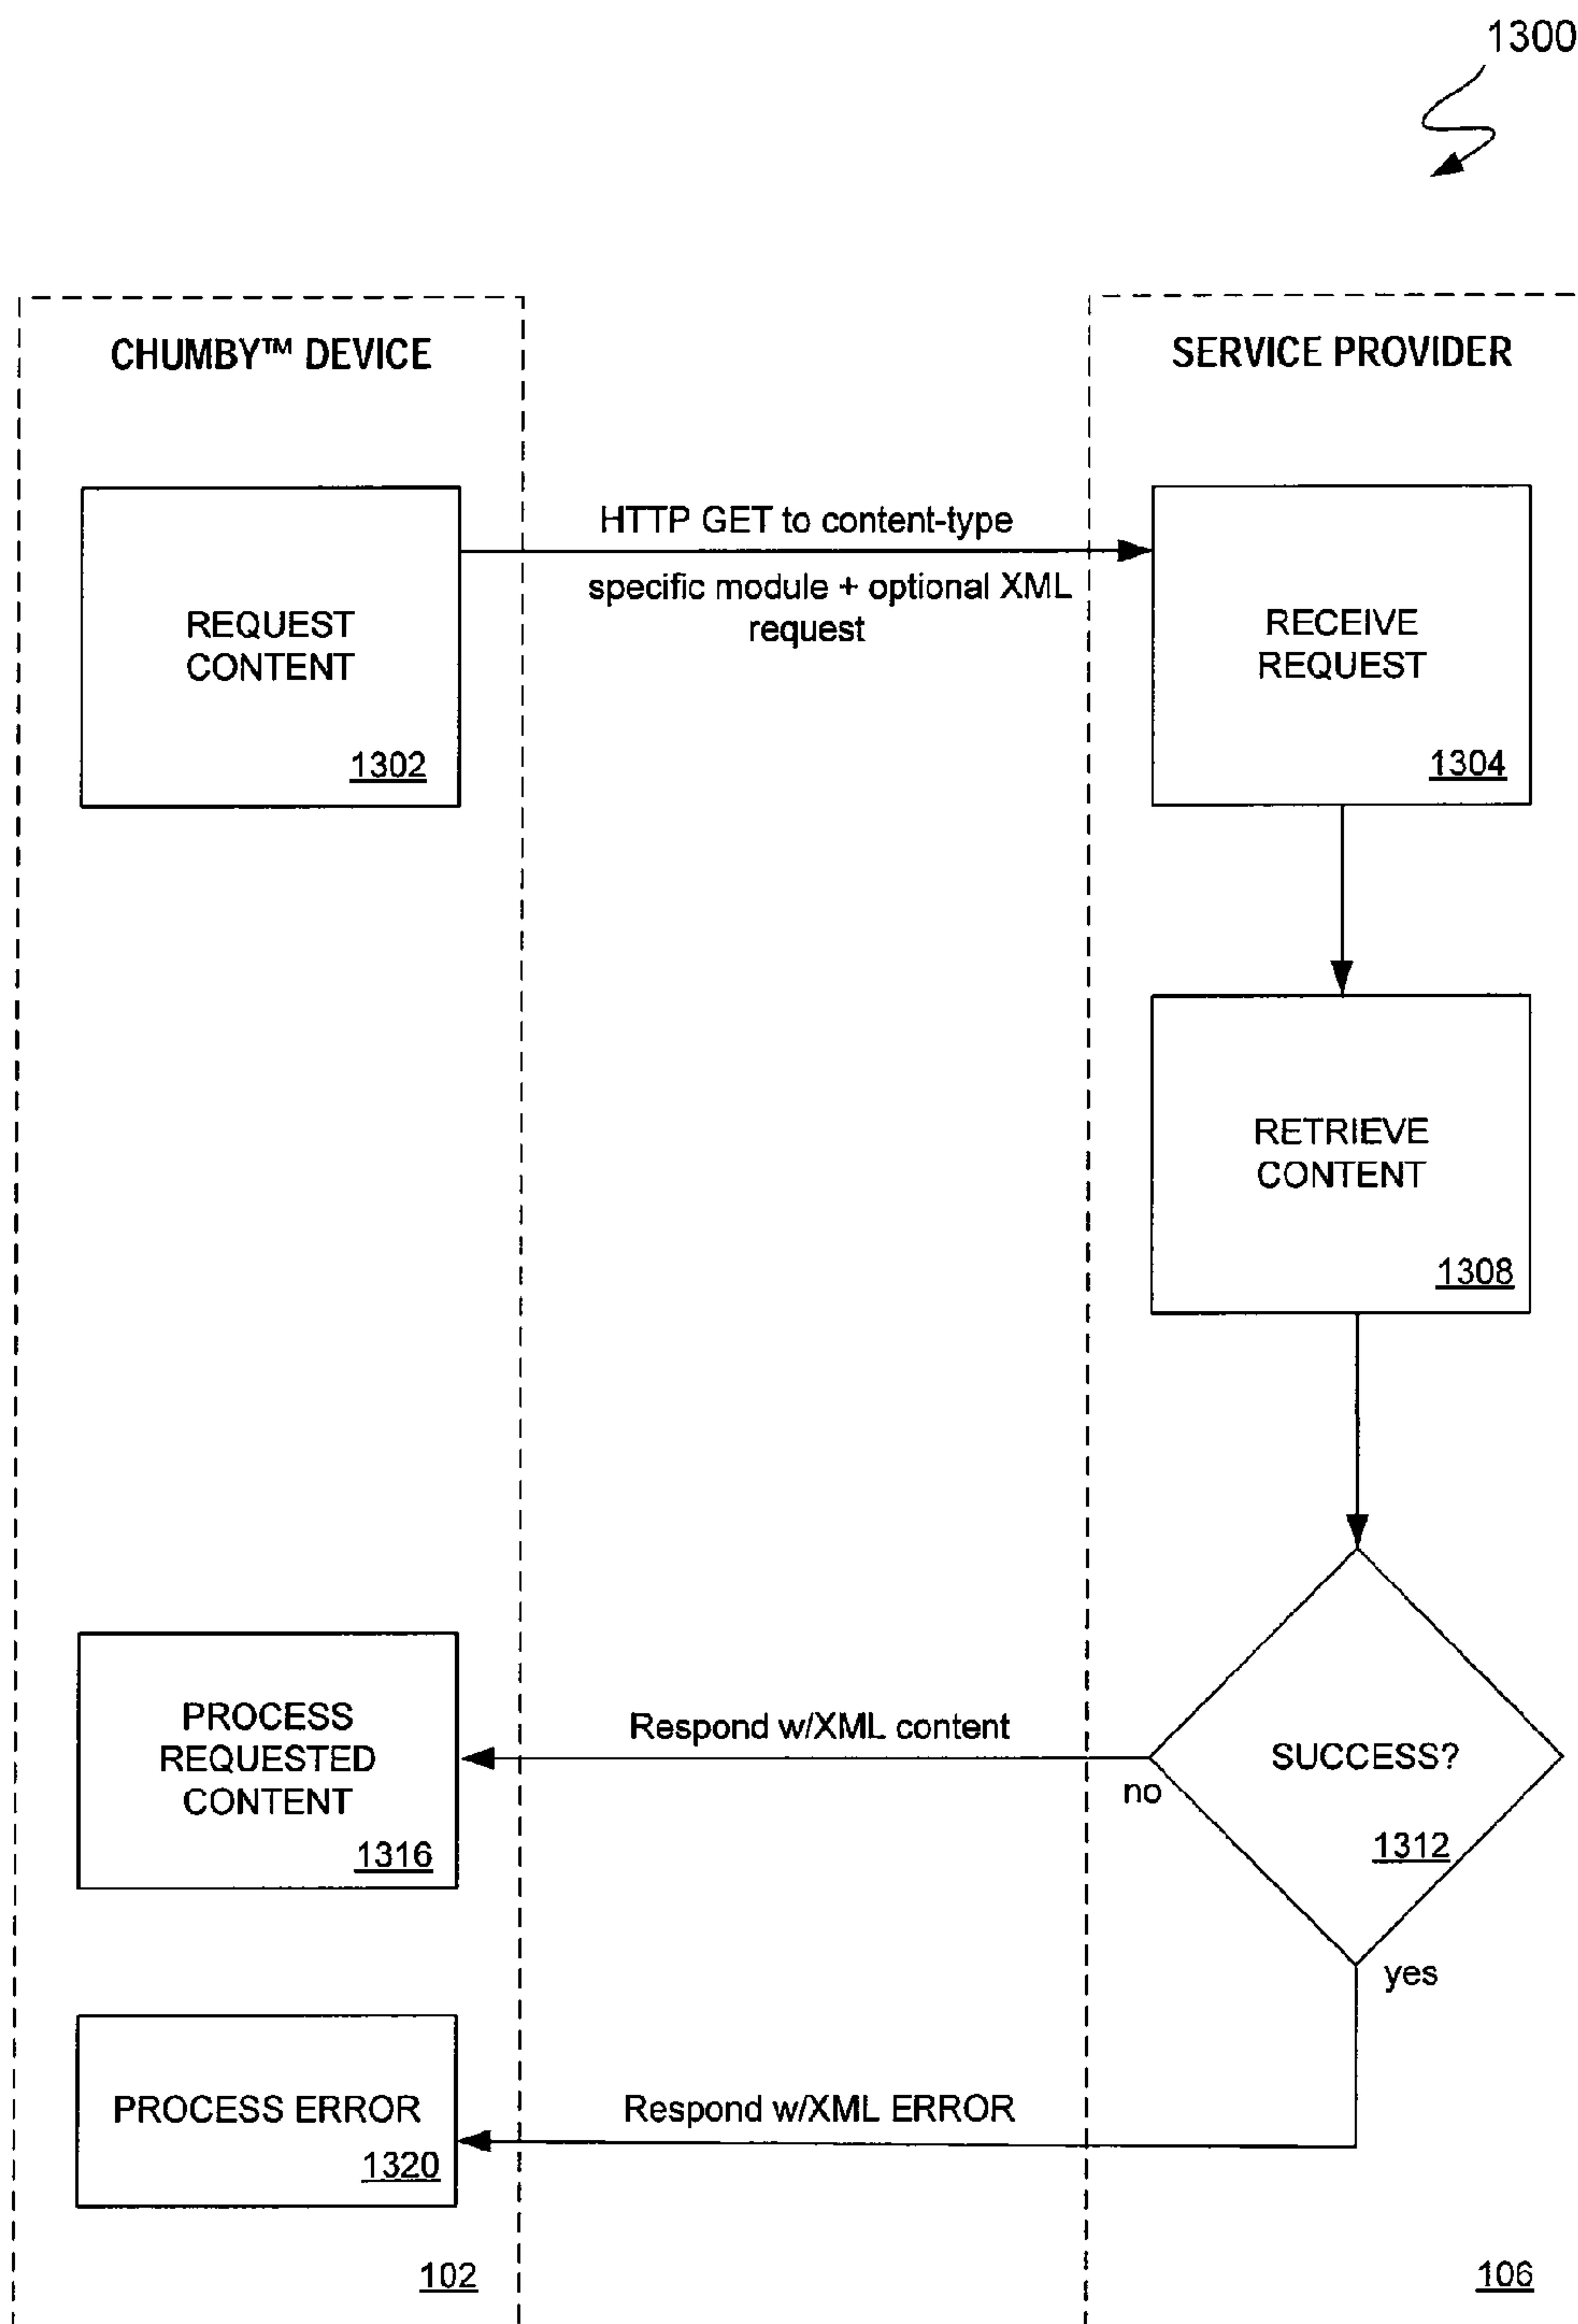 1300
CHUMBY™ DEVICE
SERVICE PROVIDER
HTTP GET to content-type
specific module + optional XML
request
REQUEST
CONTENT
1302
RECEIVE
REQUEST
1304
RETRIEVE
CONTENT
1308
PROCESS
REQUESTED
CONTENT
1316
Respond w/XML content
no
SUCCESS?
1312
yes
PROCESS ERROR
1320
Respond w/XML ERROR
102
106